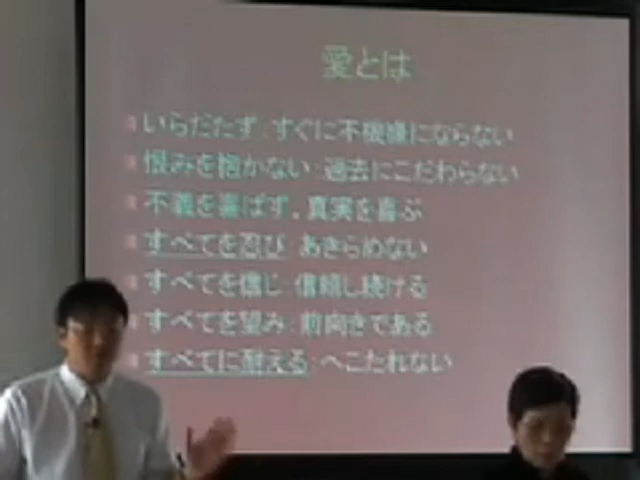 愛とは
いらだたず:すぐに不機嫌にならない
恨みを抱かない:過去にこだわらない
不義を喜ばず、真実を喜ぶ
すべてを忍び:あきらめない
すべてを信じ:信頼し続ける
すべてを望み:前向きである
すべてに耐える:へこたれない